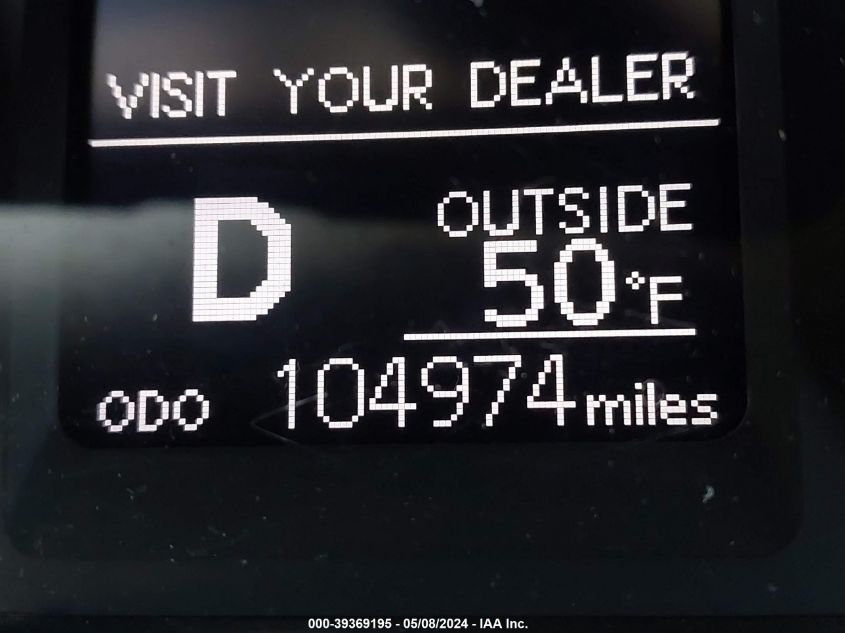 VISIT YOUR DEALER
D
OUTSIDE
50°F
ODO 104974 miles
000-39369195 - 05/08/2024 - IAA Inc.